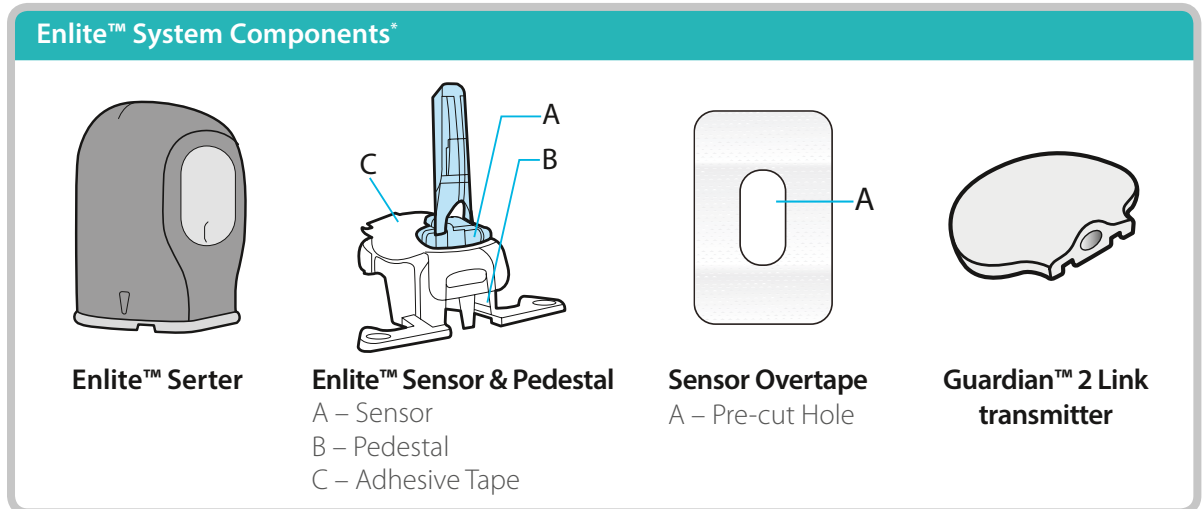 Enlite™ System Components*
A
B
C
A
Enlite™ Serter
Enlite™ Sensor & Pedestal
A – Sensor
B – Pedestal
C – Adhesive Tape
Sensor Overtape
A – Pre-cut Hole
Guardian™ 2 Link
transmitter